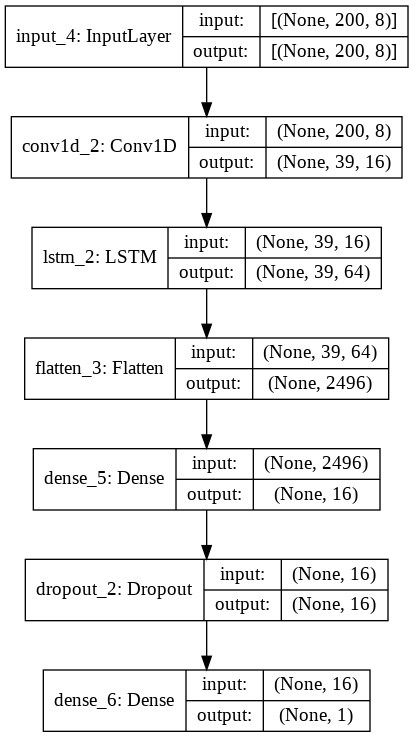 input_4: InputLayer
input: [(None, 200, 8)]
output: [(None, 200, 8)]
conv1d_2: Conv1D
input: (None, 200, 8)
output: (None, 39, 16)
lstm_2: LSTM
input: (None, 39, 16)
output: (None, 39, 64)
flatten_3: Flatten
input: (None, 39, 64)
output: (None, 2496)
dense_5: Dense
input: (None, 2496)
output: (None, 16)
dropout_2: Dropout
input: (None, 16)
output: (None, 16)
dense_6: Dense
input: (None, 16)
output: (None, 1)